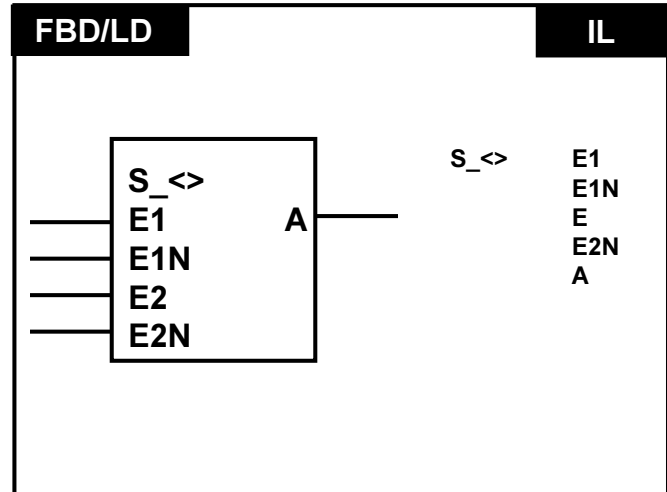 FBD/LD
IL
S_<>
E1 A
E1N
E2
E2N
S_<> E1
E1N
E
E2N
A